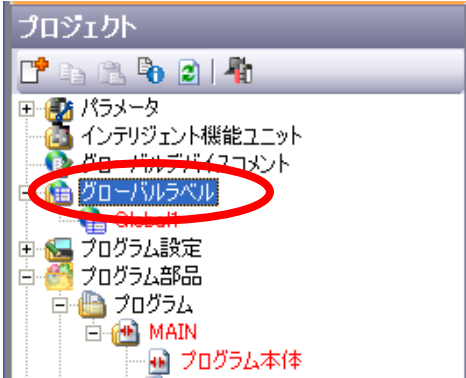 プロジェクト
パラメータ
インテリジェント機能ユニット
グローバルデバイスコメント
グローバルラベル
Global1
プログラム設定
プログラム部品
プログラム
MAIN
プログラム本体